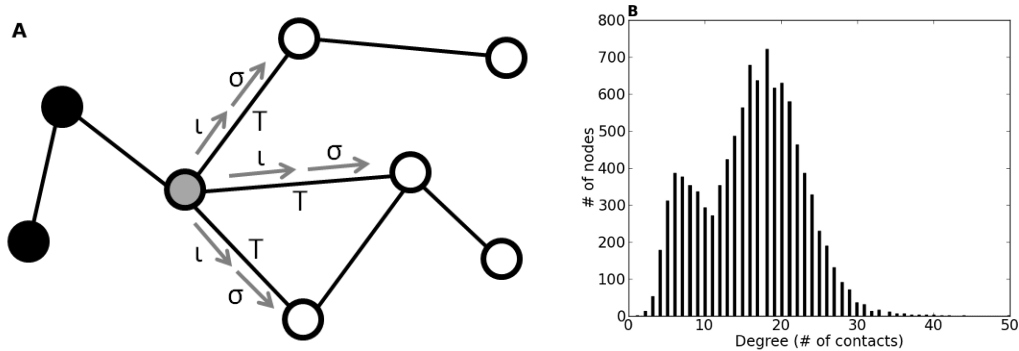 A
σ
ι
T
ι
σ
T
T
ι
σ
B
800
700
600
500
400
300
200
100
0
# of nodes
0
10
20
30
40
50
Degree (# of contacts)